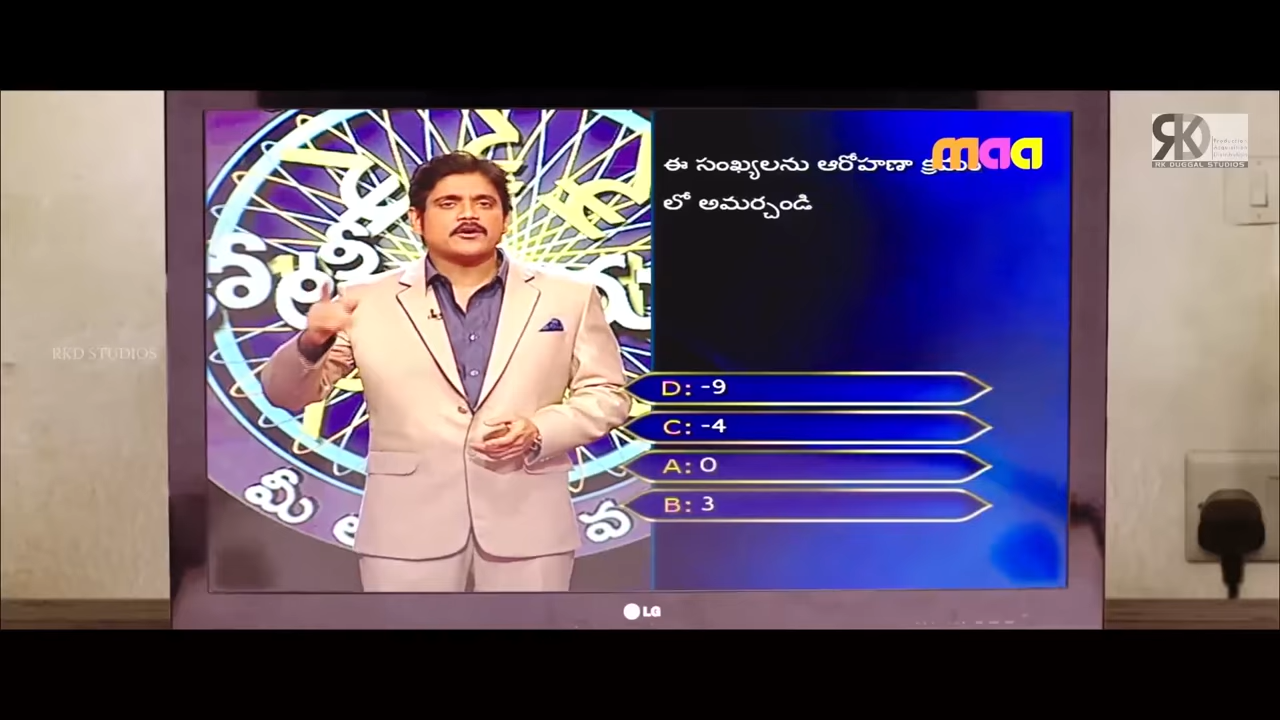 RK
RK DUGGAL STUDIOS
maa
ఈ సంఖ్యలను ఆరోహణా
లో అమర్చండి
RKD STUDIOS
D: -9
C: -4
A: 0
B: 3
మీ
LG